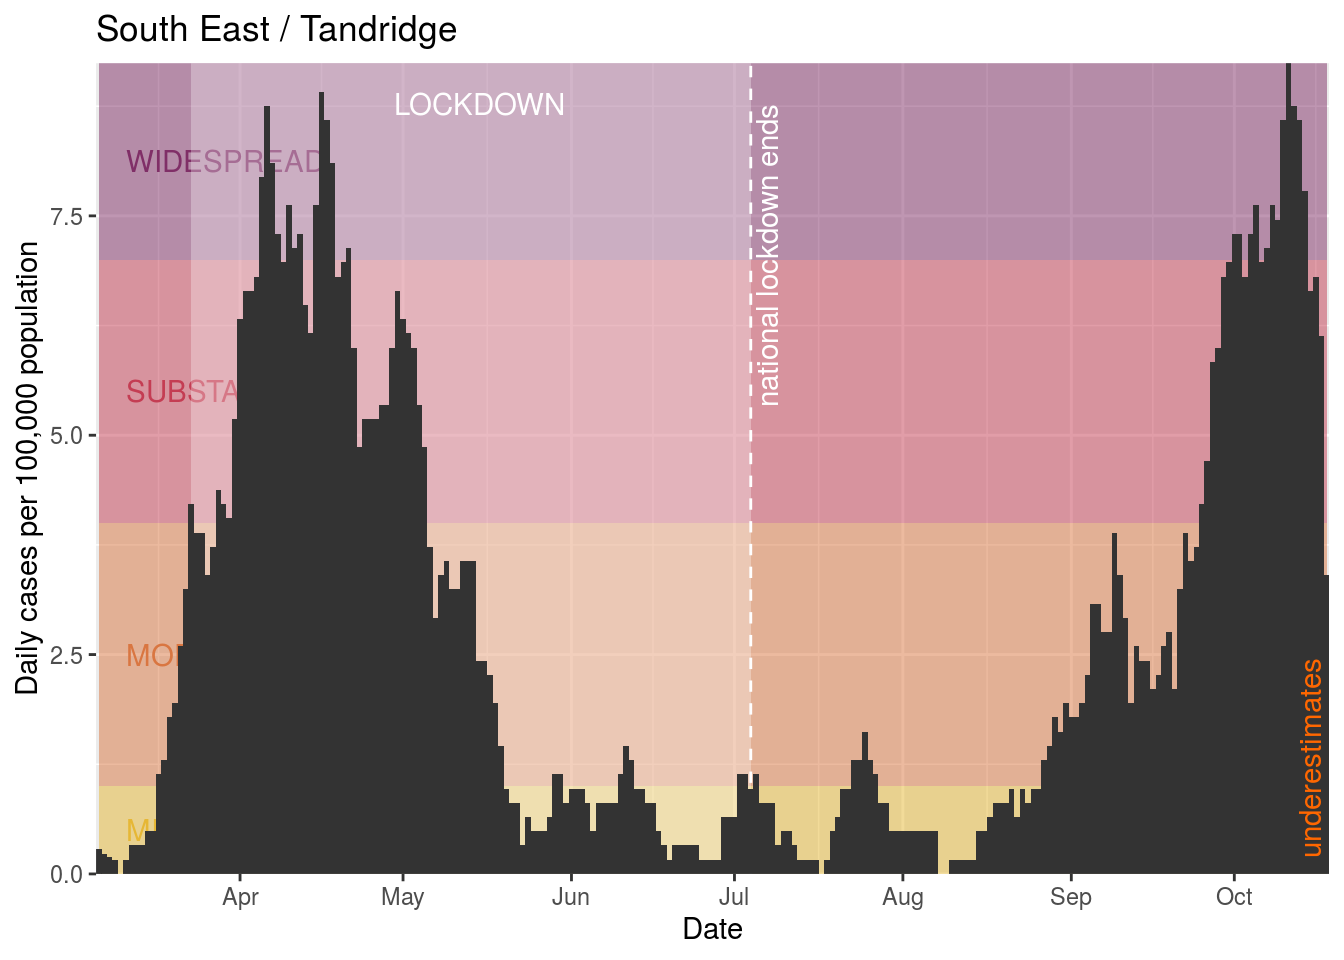 South East / Tandridge
LOCKDOWN
WIDESPREAD
SUBSTA
national lockdown ends
underestimates
Daily cases per 100,000 population
7.5
5.0
2.5
0.0
Apr
May
Jun
Jul
Aug
Sep
Oct
Date